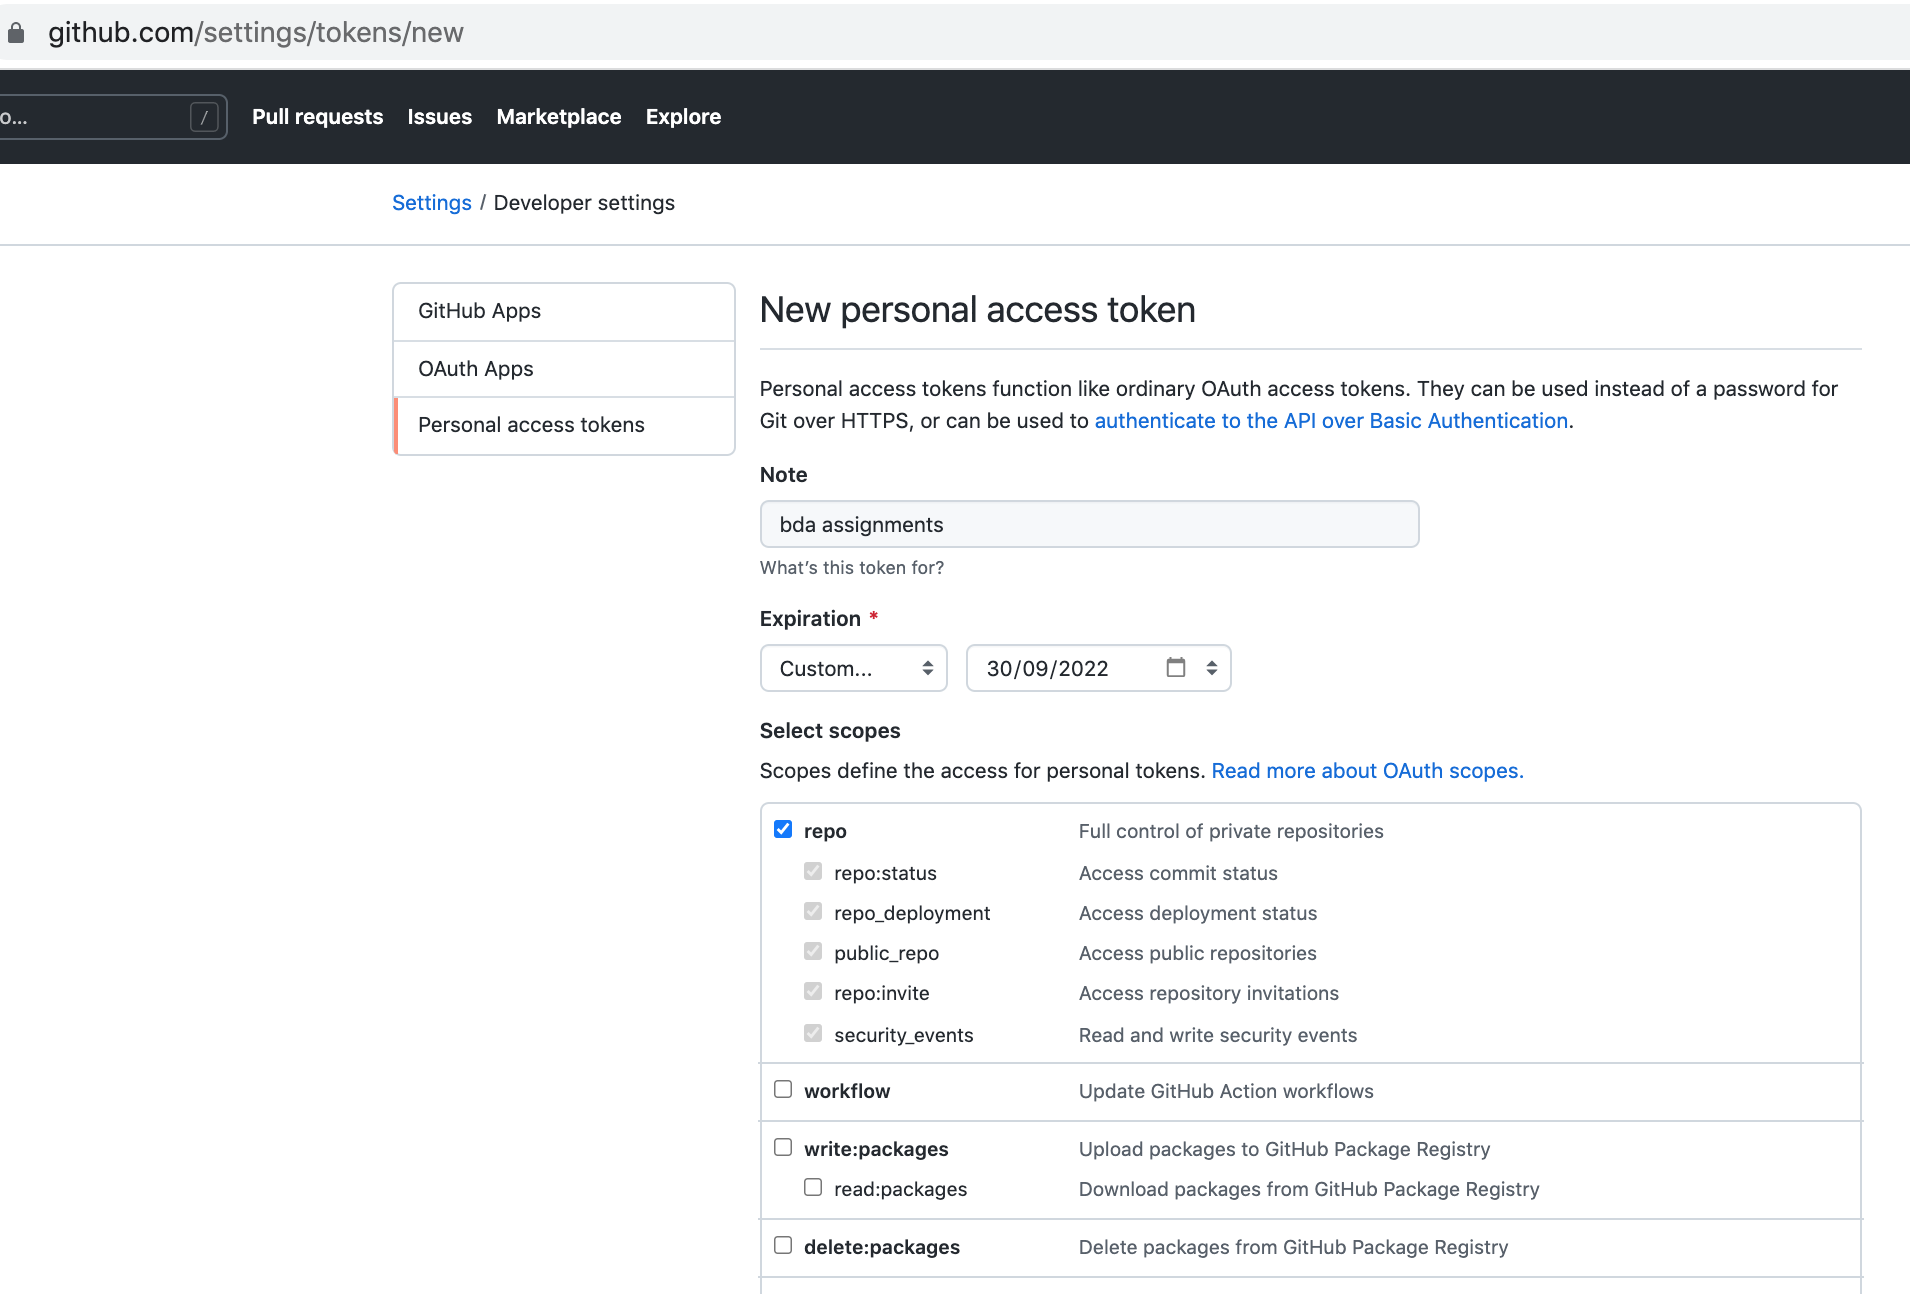 github.com/settings/tokens/new
o... / Pull requests Issues Marketplace Explore
Settings / Developer settings
GitHub Apps
OAuth Apps
Personal access tokens
New personal access token
Personal access tokens function like ordinary OAuth access tokens. They can be used instead of a password for
Git over HTTPS, or can be used to authenticate to the API over Basic Authentication.
Note
bda assignments
What's this token for?
Expiration *
Custom... 30/09/2022
Select scopes
Scopes define the access for personal tokens. Read more about OAuth scopes.
repo Full control of private repositories
repo:status Access commit status
repo_deployment Access deployment status
public_repo Access public repositories
repo:invite Access repository invitations
security_events Read and write security events
workflow Update GitHub Action workflows
write:packages Upload packages to GitHub Package Registry
read:packages Download packages from GitHub Package Registry
delete:packages Delete packages from GitHub Package Registry